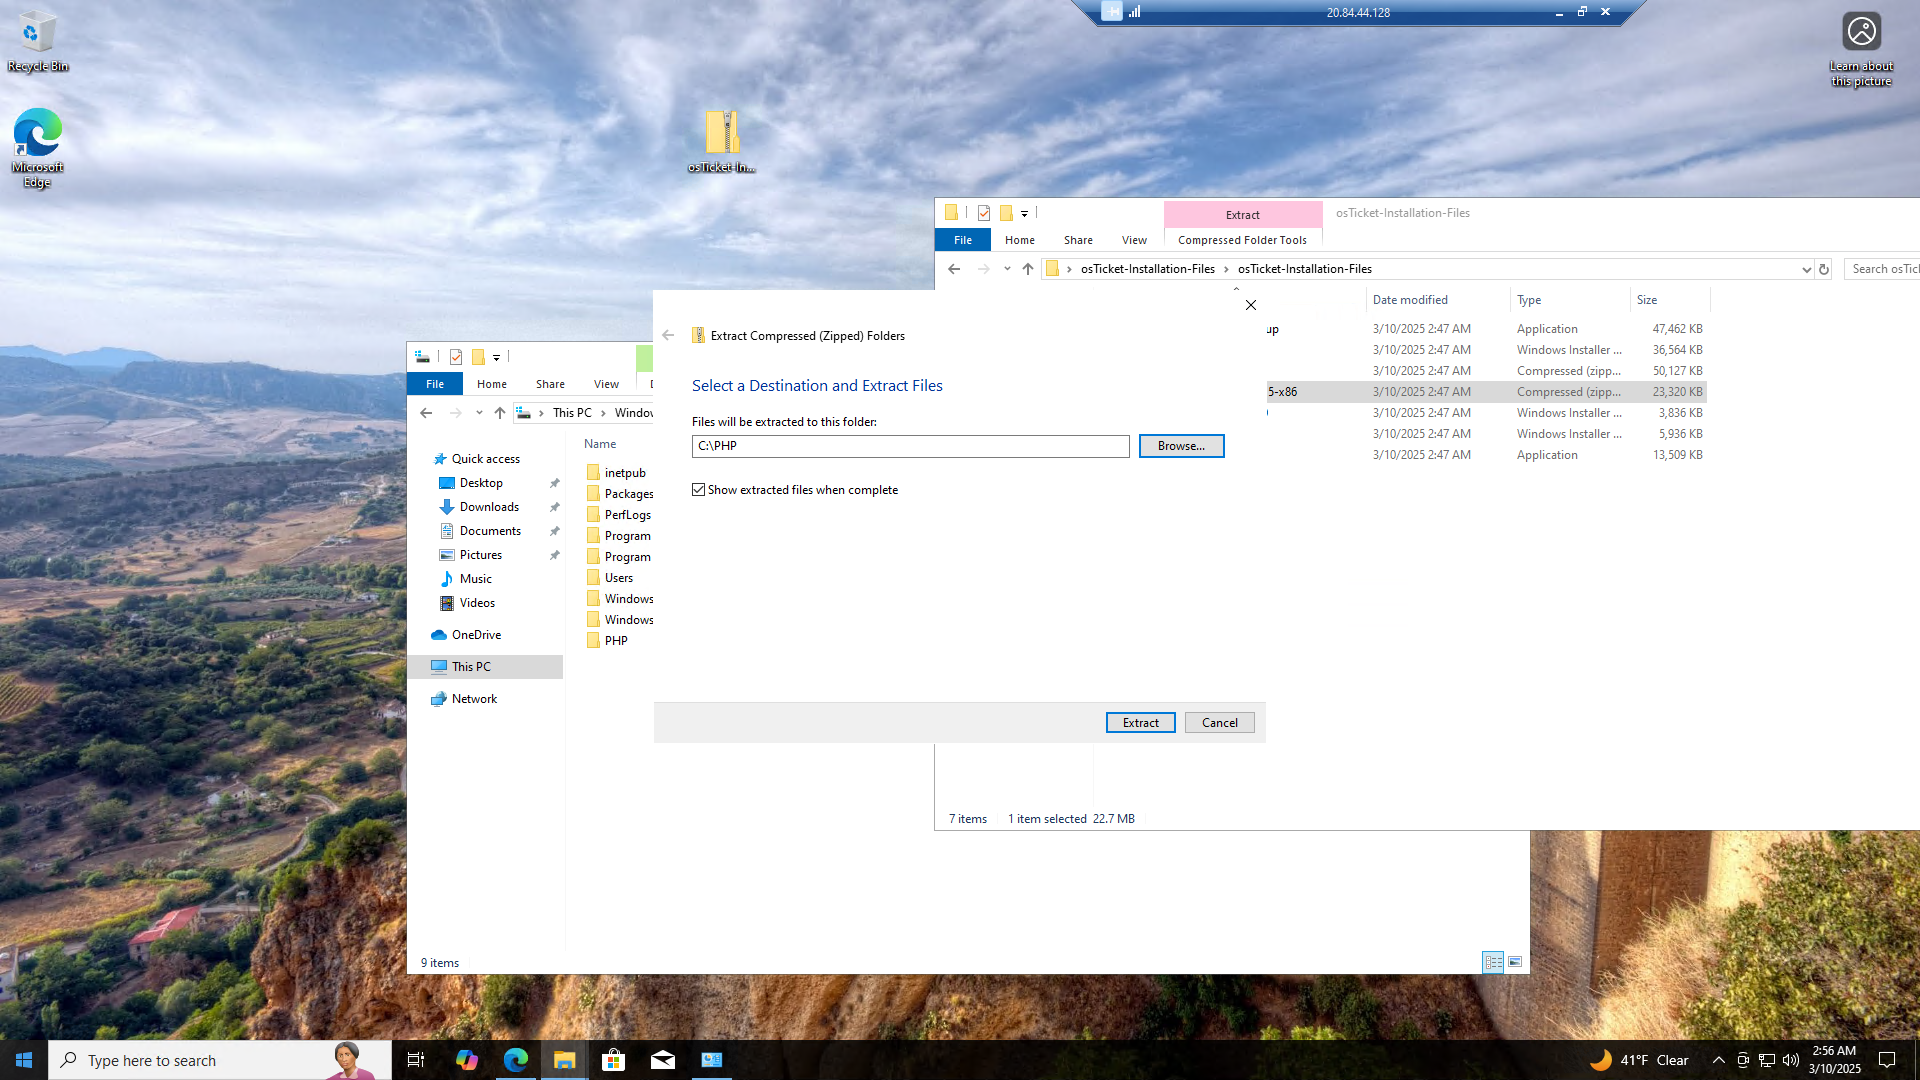 Recycle Bin
Microsoft
Edge
osTicket-In...
20.84.44.128
Learn about
this picture
Extract
osTicket-Installation-Files
File
Home
Share
View
Compressed Folder Tools
osTicket-Installation-Files
osTicket-Installation-Files
Search osTic
Date modified
Type
Size
up
3/10/2025 2:47 AM
Application
47,462 KB
3/10/2025 2:47 AM
Windows Installer ...
36,564 KB
3/10/2025 2:47 AM
Compressed (zipp...
50,127 KB
5-x86
3/10/2025 2:47 AM
Compressed (zipp...
23,320 KB
3/10/2025 2:47 AM
Windows Installer ...
3,836 KB
3/10/2025 2:47 AM
Windows Installer ...
5,936 KB
3/10/2025 2:47 AM
Application
13,509 KB
7 items
1 item selected 22.7 MB
Extract Compressed (Zipped) Folders
Select a Destination and Extract Files
Files will be extracted to this folder:
C:\PHP
Browse...
Show extracted files when complete
Extract
Cancel
File
Home
Share
View
This PC
Window
Quick access
Desktop
Downloads
Documents
Pictures
Music
Videos
OneDrive
This PC
Network
Name
inetpub
Packages
PerfLogs
Program
Program
Users
Windows
Windows
PHP
9 items
Type here to search
41°F Clear
2:56 AM
3/10/2025